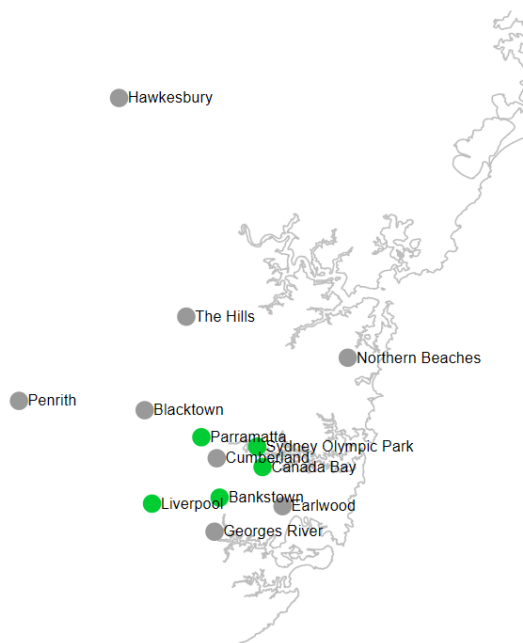 Hawkesbury
The Hills
Northern Beaches
Penrith
Blacktown
Parramatta
Sydney Olympic Park
Cumberland
Canada Bay
Bankstown
Liverpool
Earlwood
Georges River